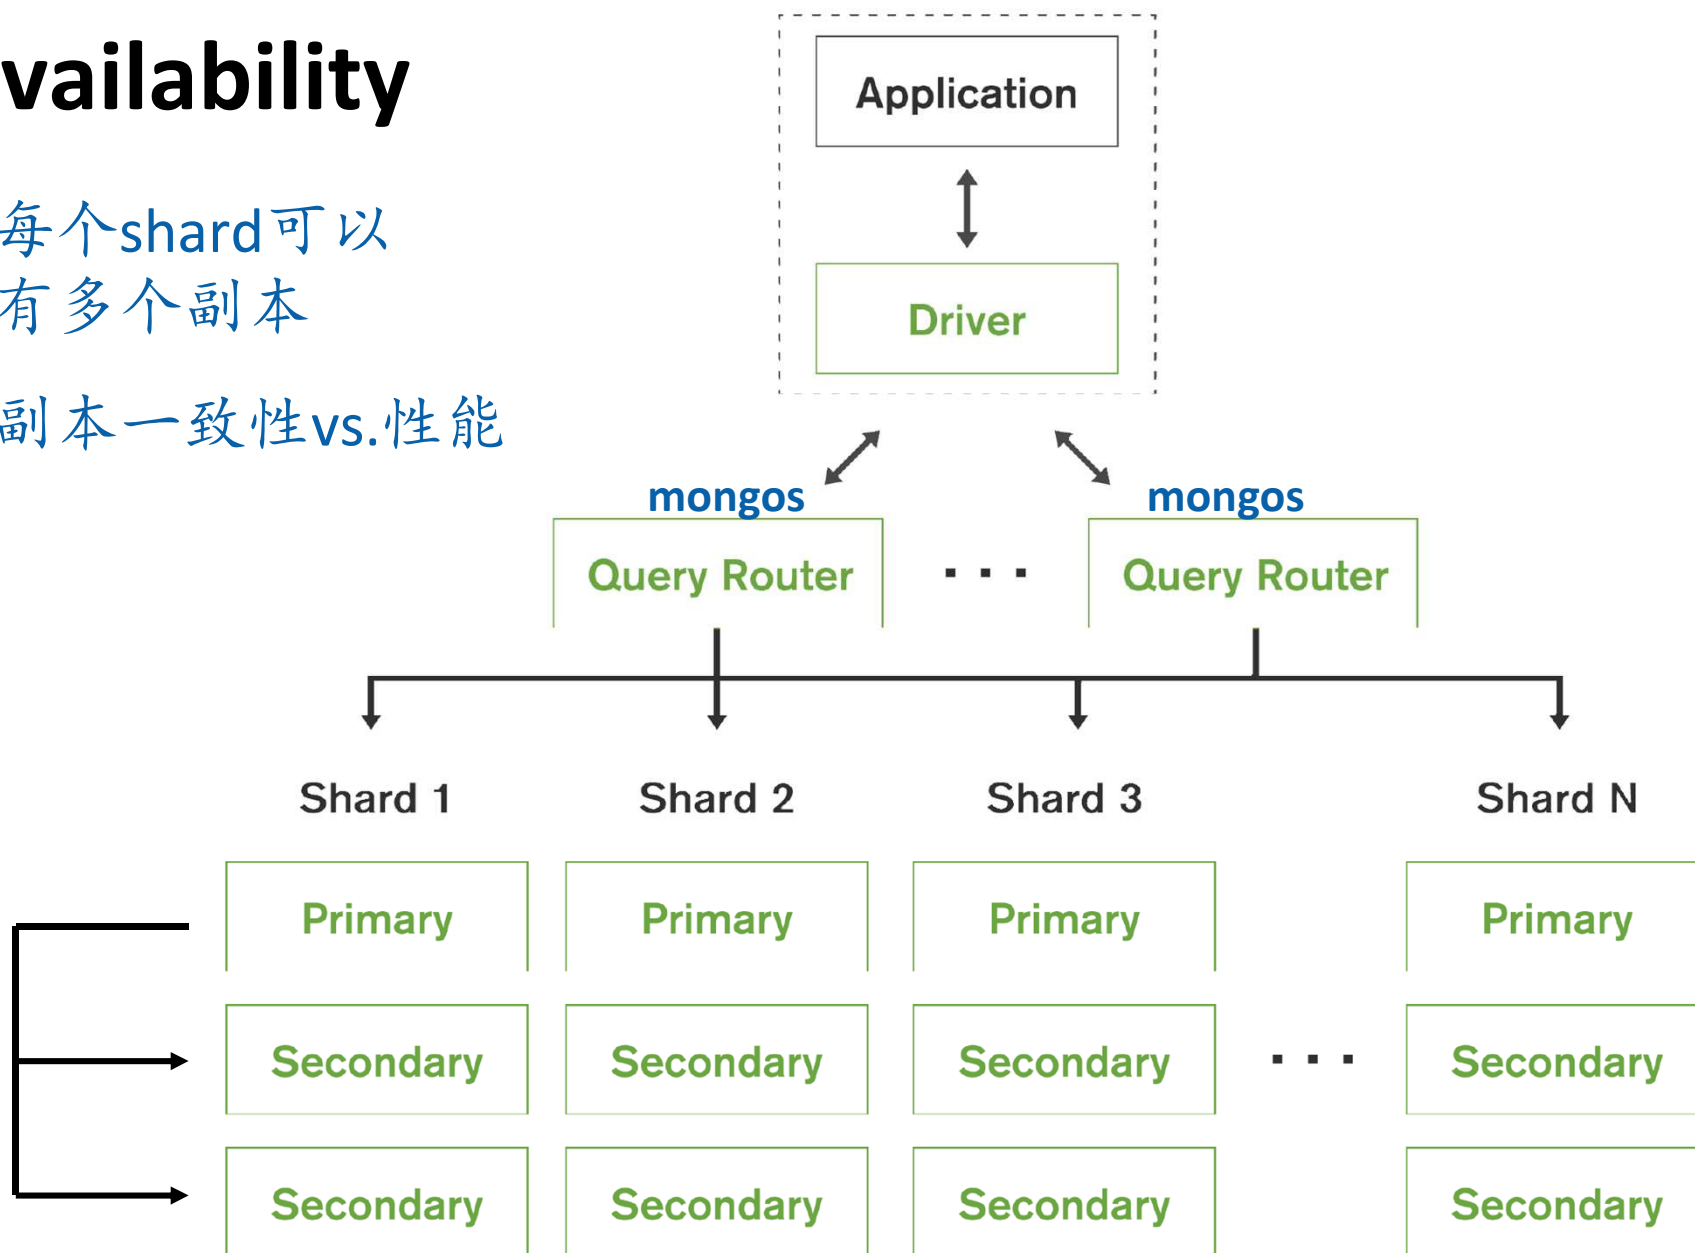 vailability
每个shard可以
有多个副本
副本一致性vs.性能
Application
Driver
mongos
mongos
Query Router
...
Query Router
Shard 1
Shard 2
Shard 3
Shard N
Primary
Primary
Primary
Primary
Secondary
Secondary
Secondary
...
Secondary
Secondary
Secondary
Secondary
Secondary